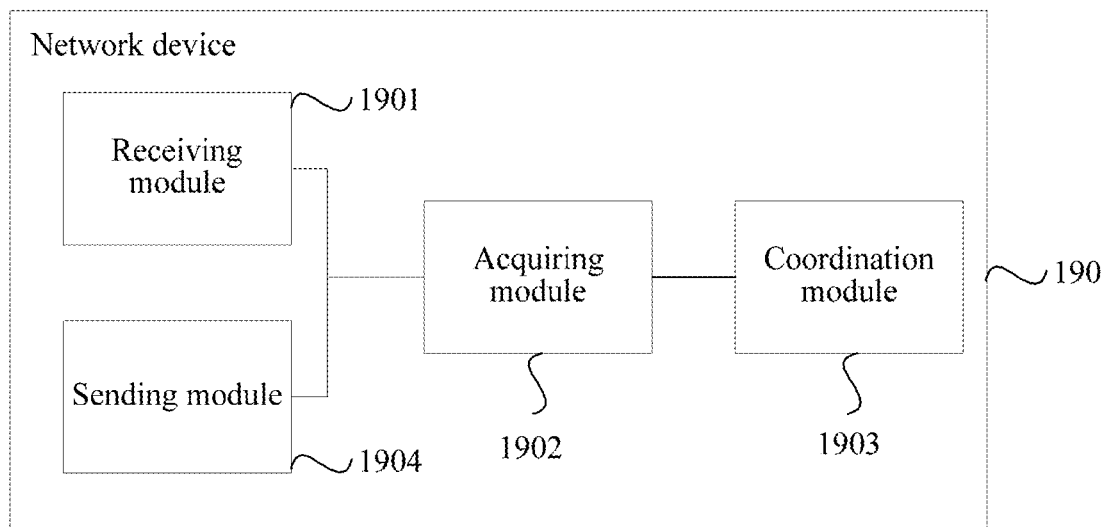 Network device
1901
Receiving
module
Acquiring
module
Coordination
module
190
Sending module
1902
1903
1904